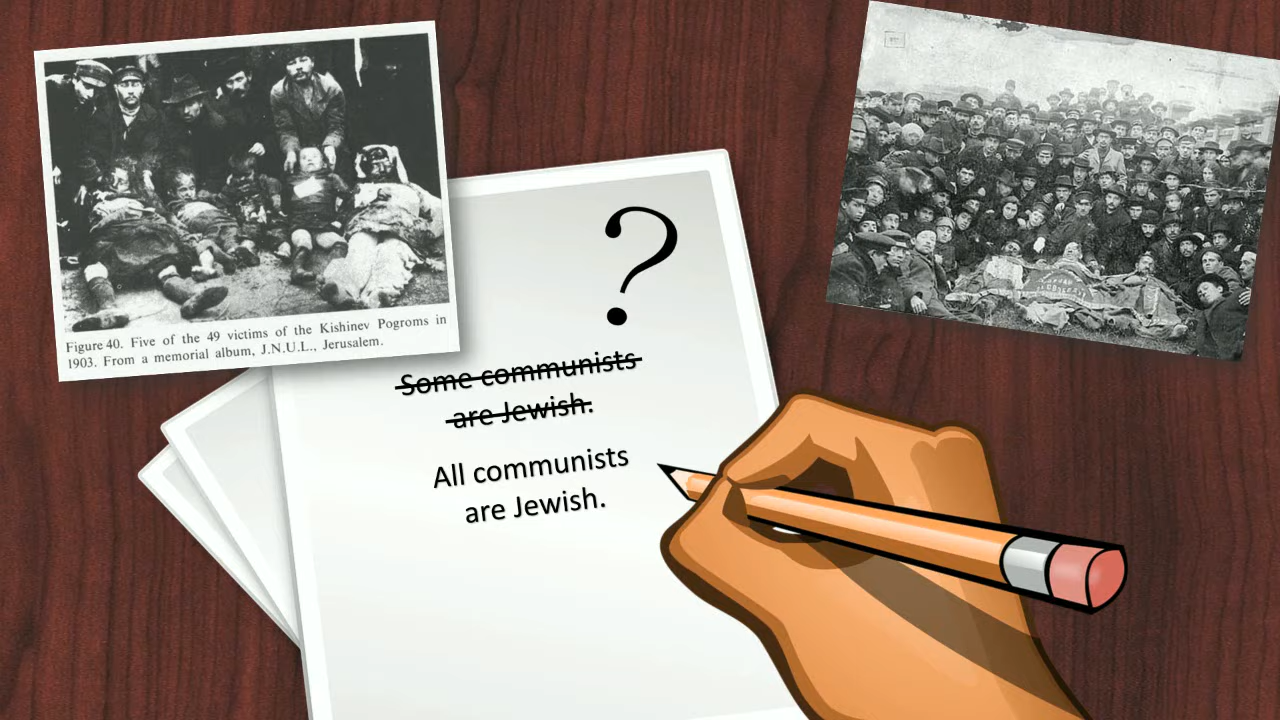 Figure 40. Five of the 49 victims of the Kishinev Pogroms in
1903. From a memorial album, J.N.U.L., Jerusalem.
?
Some communists
are Jewish.
All communists
are Jewish.